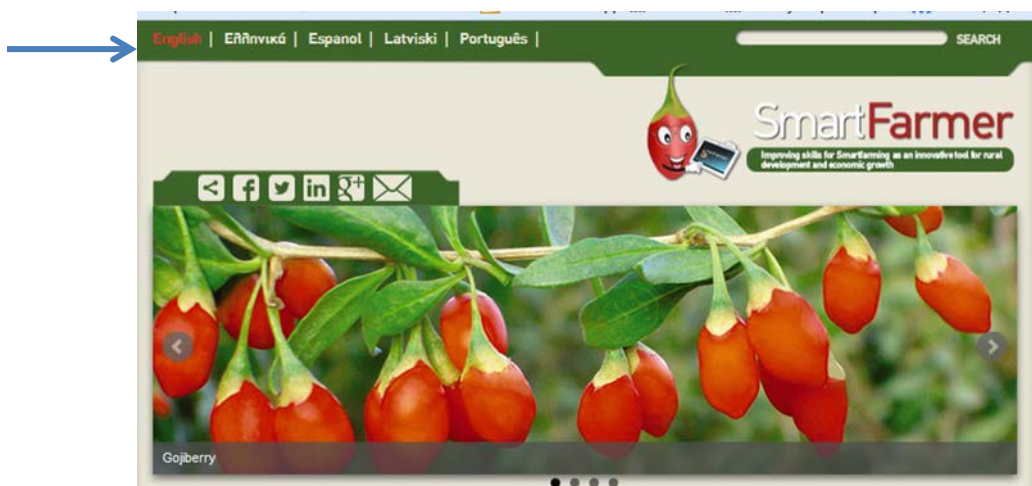 English | Ελληνικά | Espanol | Latviski | Português |
SEARCH
SmartFarmer
Improving skills for Smartfarming as an innovative tool for rural
development and economic growth
Gojiberry